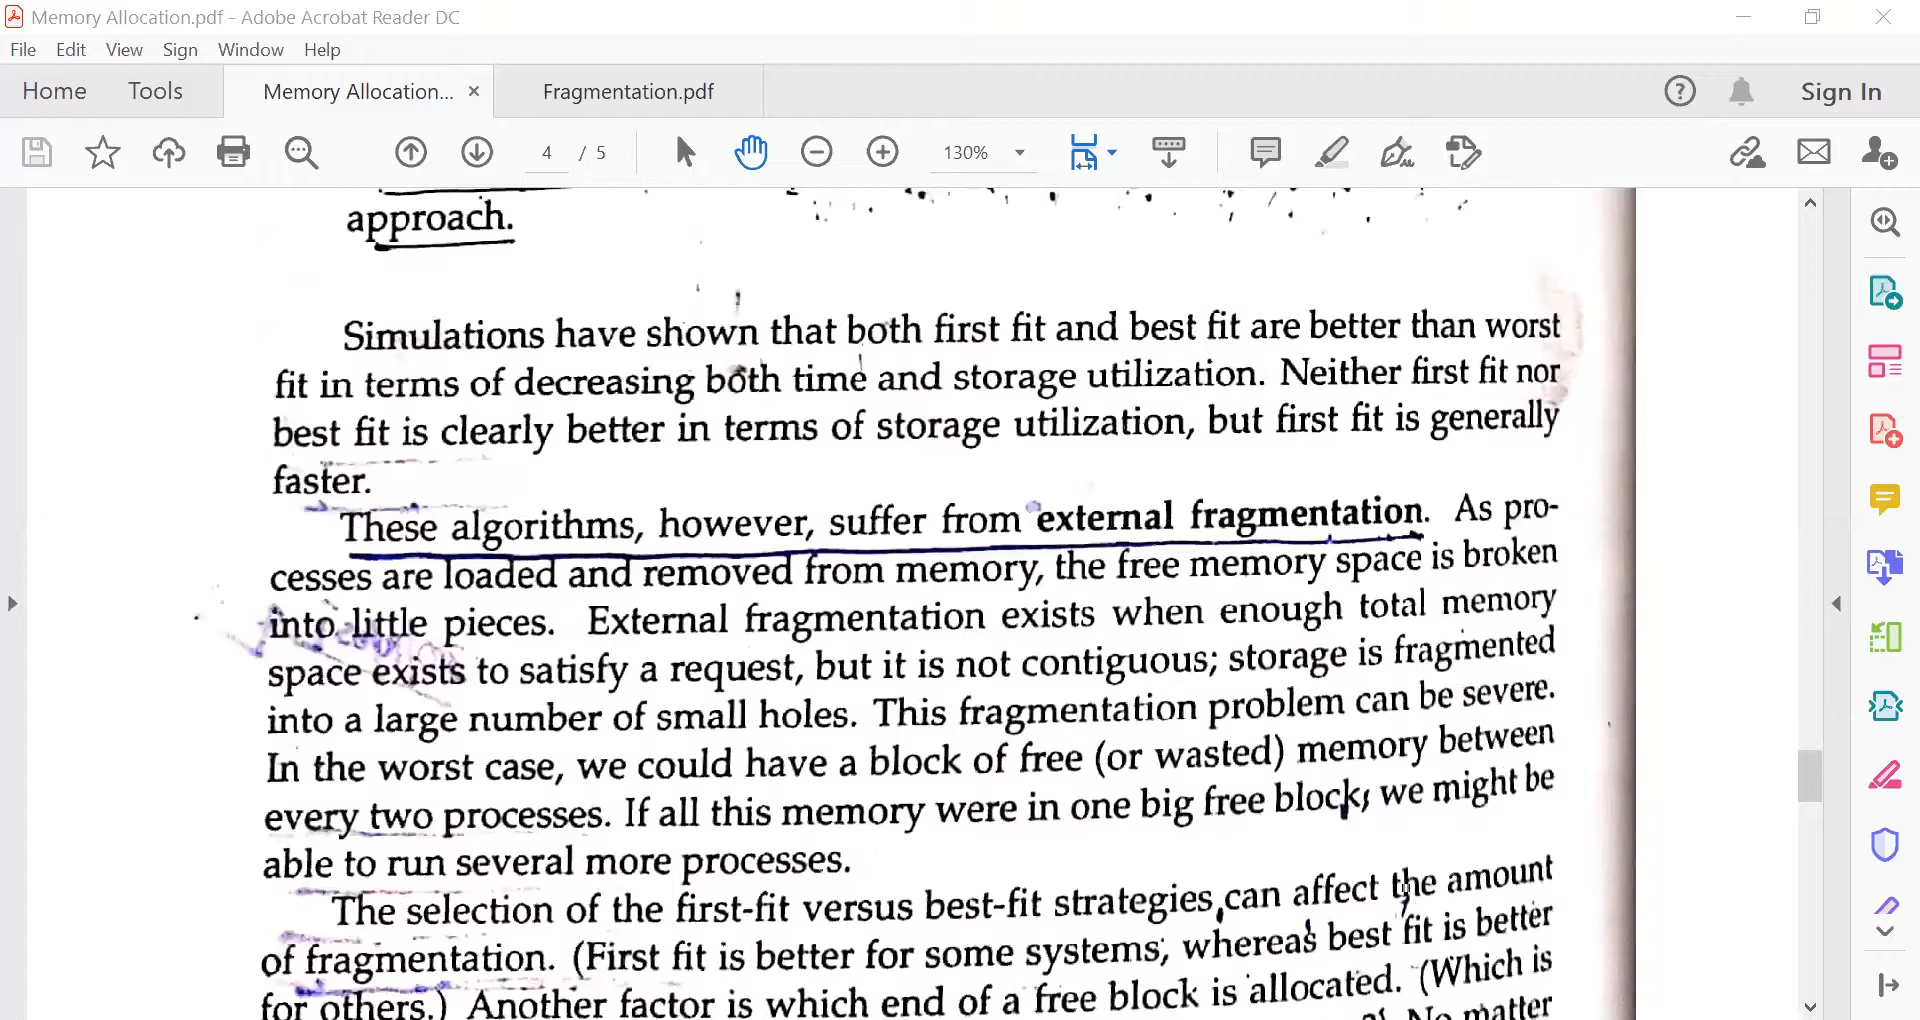 Memory Allocation.pdf - Adobe Acrobat Reader DC
File Edit View Sign Window Help
Home Tools Memory Allocation... × Fragmentation.pdf Sign In
4 / 5 130%
approach.
Simulations have shown that both first fit and best fit are better than worst
fit in terms of decreasing both time and storage utilization. Neither first fit nor
best fit is clearly better in terms of storage utilization, but first fit is generally
faster.
These algorithms, however, suffer from external fragmentation. As pro-
cesses are loaded and removed from memory, the free memory space is broken
into little pieces. External fragmentation exists when enough total memory
space exists to satisfy a request, but it is not contiguous; storage is fragmented
into a large number of small holes. This fragmentation problem can be severe.
In the worst case, we could have a block of free (or wasted) memory between
every two processes. If all this memory were in one big free block, we might be
able to run several more processes.
The selection of the first-fit versus best-fit strategies can affect the amount
of fragmentation. (First fit is better for some systems, whereas best fit is better
for others.) Another factor is which end of a free block is allocated. (Which is
No matter